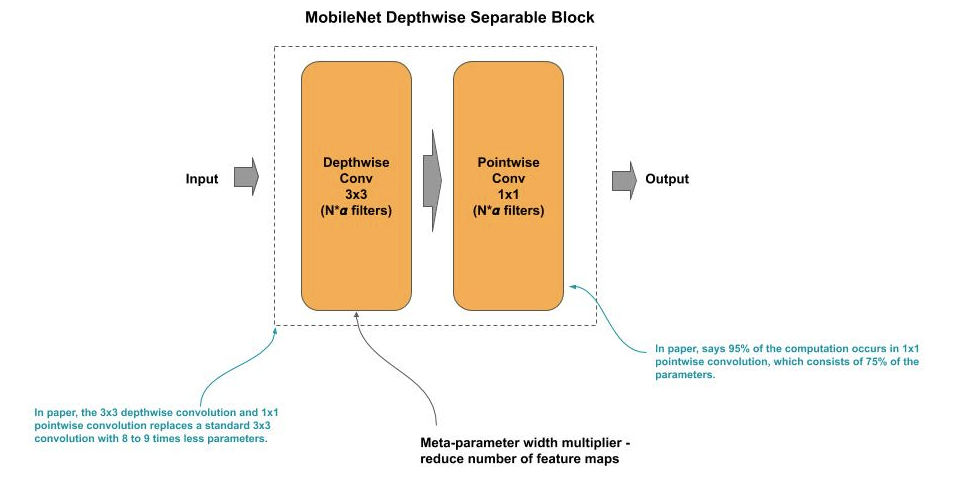 MobileNet Depthwise Separable Block
Input
Depthwise
Conv
3x3
(N*α filters)
Pointwise
Conv
1x1
(N*α filters)
Output
In paper, says 95% of the computation occurs in 1x1
pointwise convolution, which consists of 75% of the
parameters.
In paper, the 3x3 depthwise convolution and 1x1
pointwise convolution replaces a standard 3x3
convolution with 8 to 9 times less parameters.
Meta-parameter width multiplier -
reduce number of feature maps